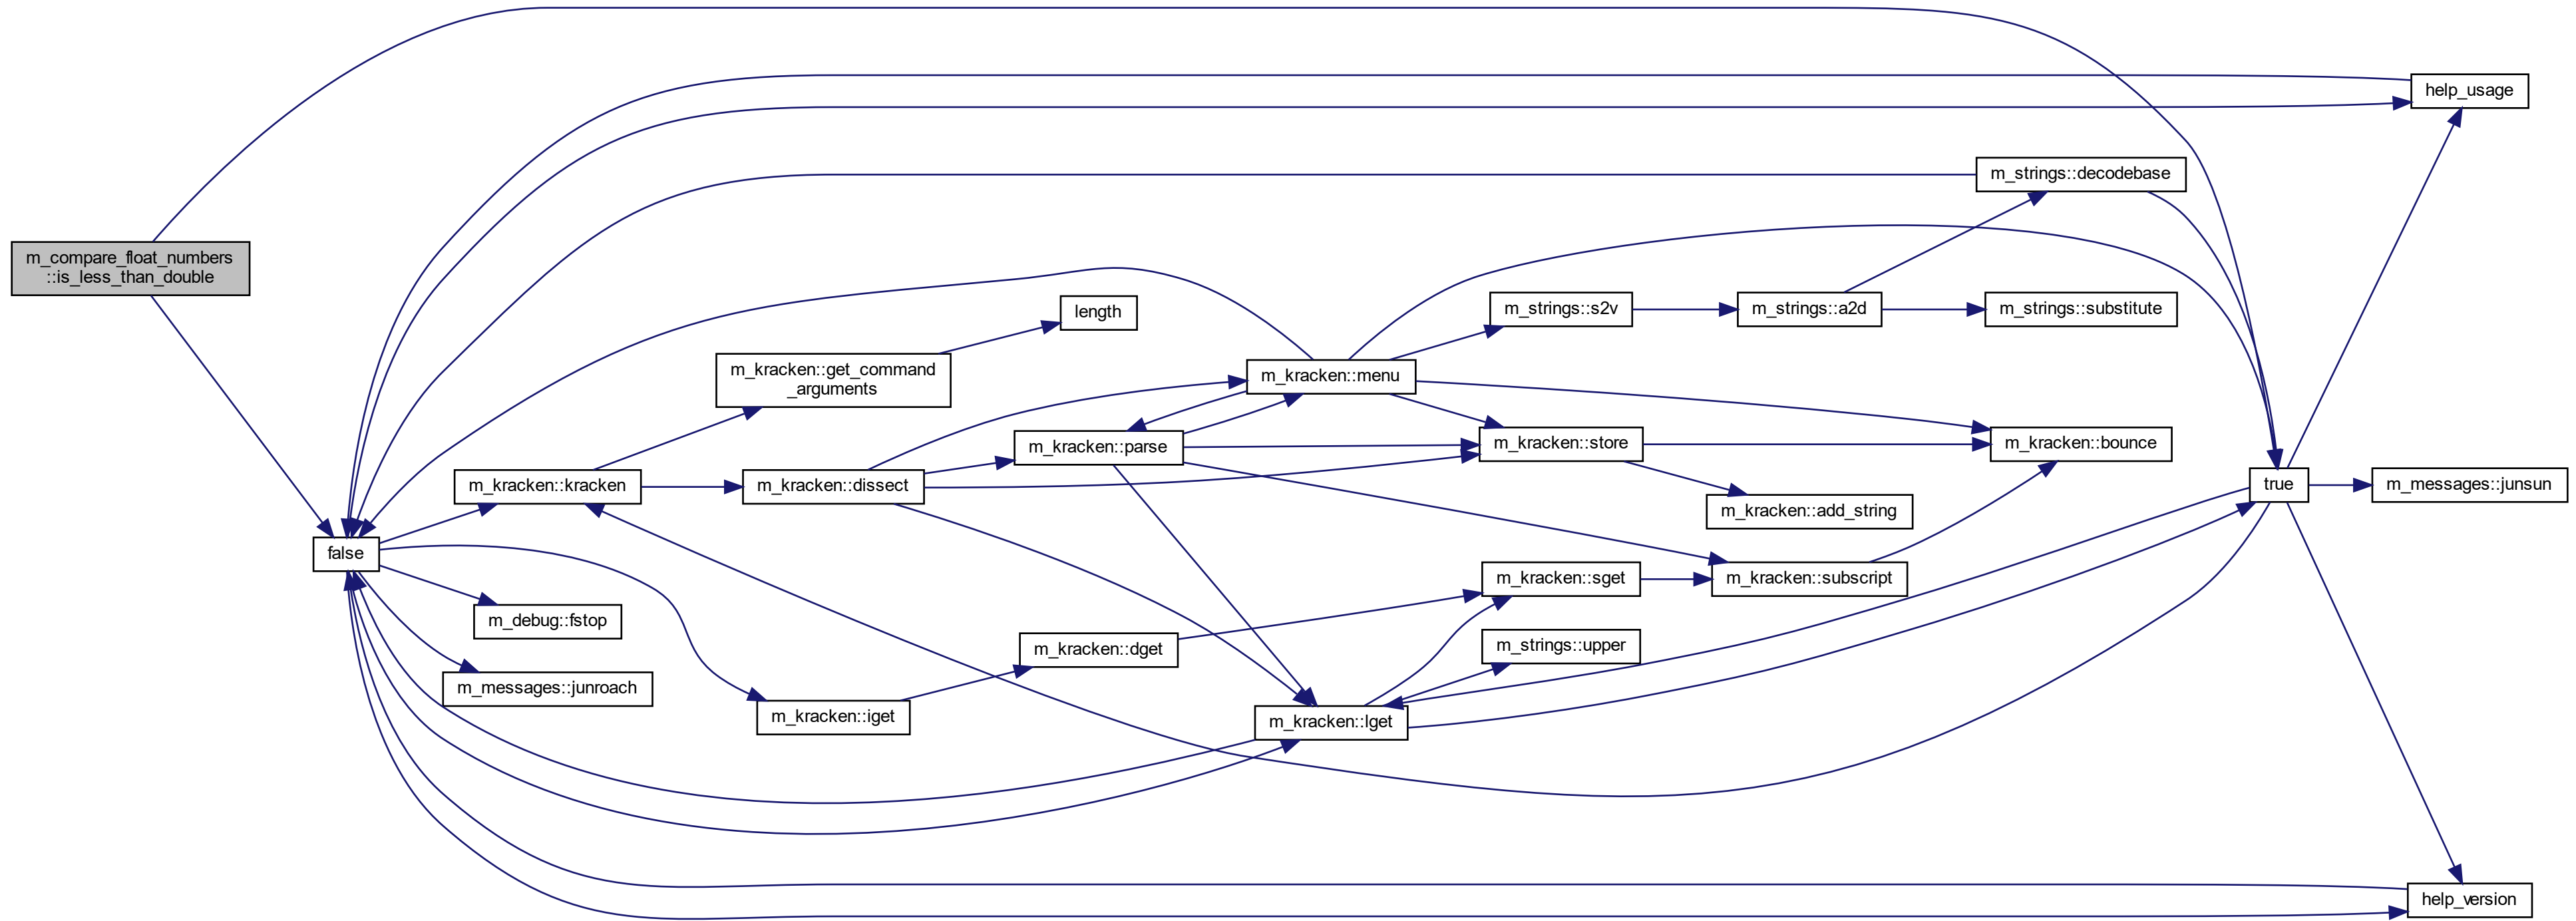 m_compare_float_numbers
::is_less_than_double
false
m_kracken::kracken
m_debug::fstop
m_messages::junroach
m_kracken::get_command
_arguments
m_kracken::dissect
m_kracken::iget
length
m_kracken::parse
m_kracken::dget
m_kracken::menu
m_kracken::lget
m_strings::s2v
m_kracken::store
m_kracken::sget
m_strings::upper
m_strings::a2d
m_kracken::add_string
m_kracken::subscript
m_strings::decodebase
m_strings::substitute
m_kracken::bounce
true
help_usage
m_messages::junsun
help_version